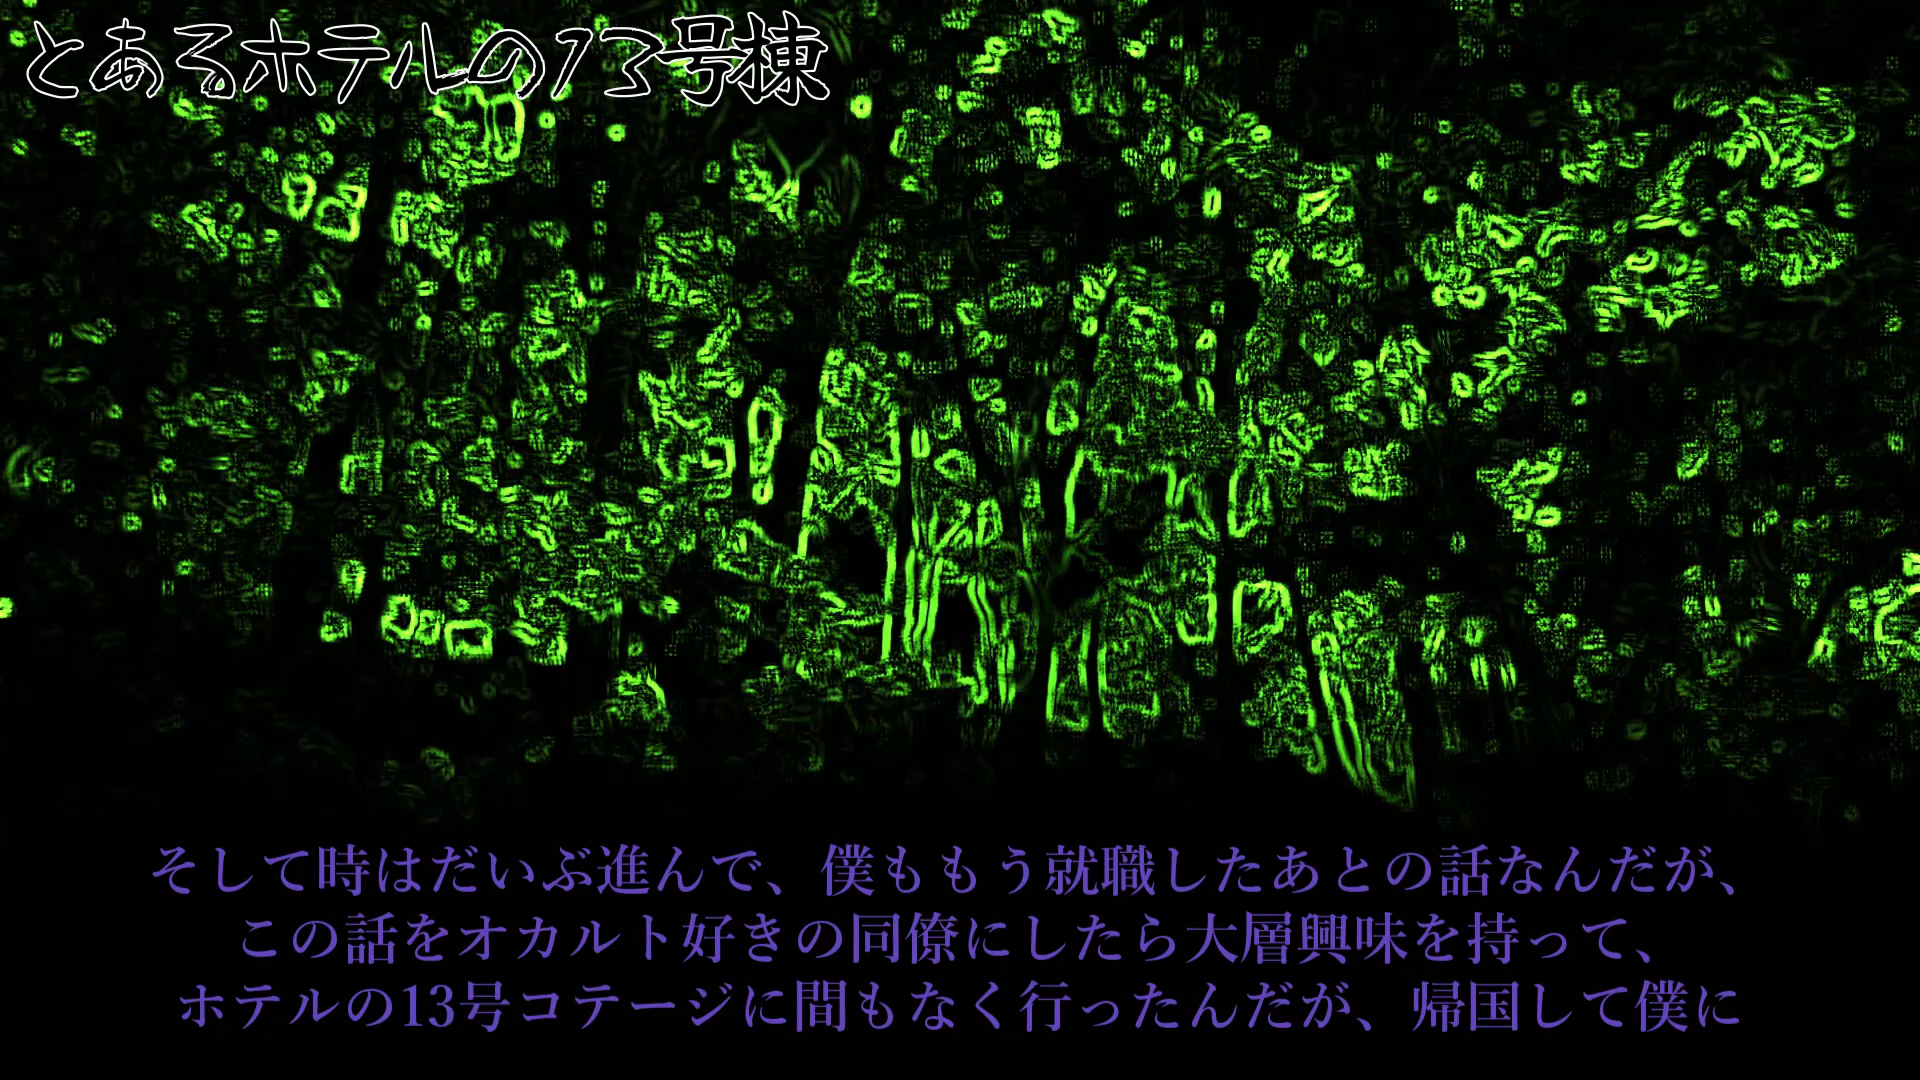 とあるホテルの13号棟
そして時はだいぶ進んで、僕ももう就職したあとの話なんだが、
この話をオカルト好きの同僚にしたら大層興味を持って、
ホテルの13号コテージに間もなく行ったんだが、帰国して僕に